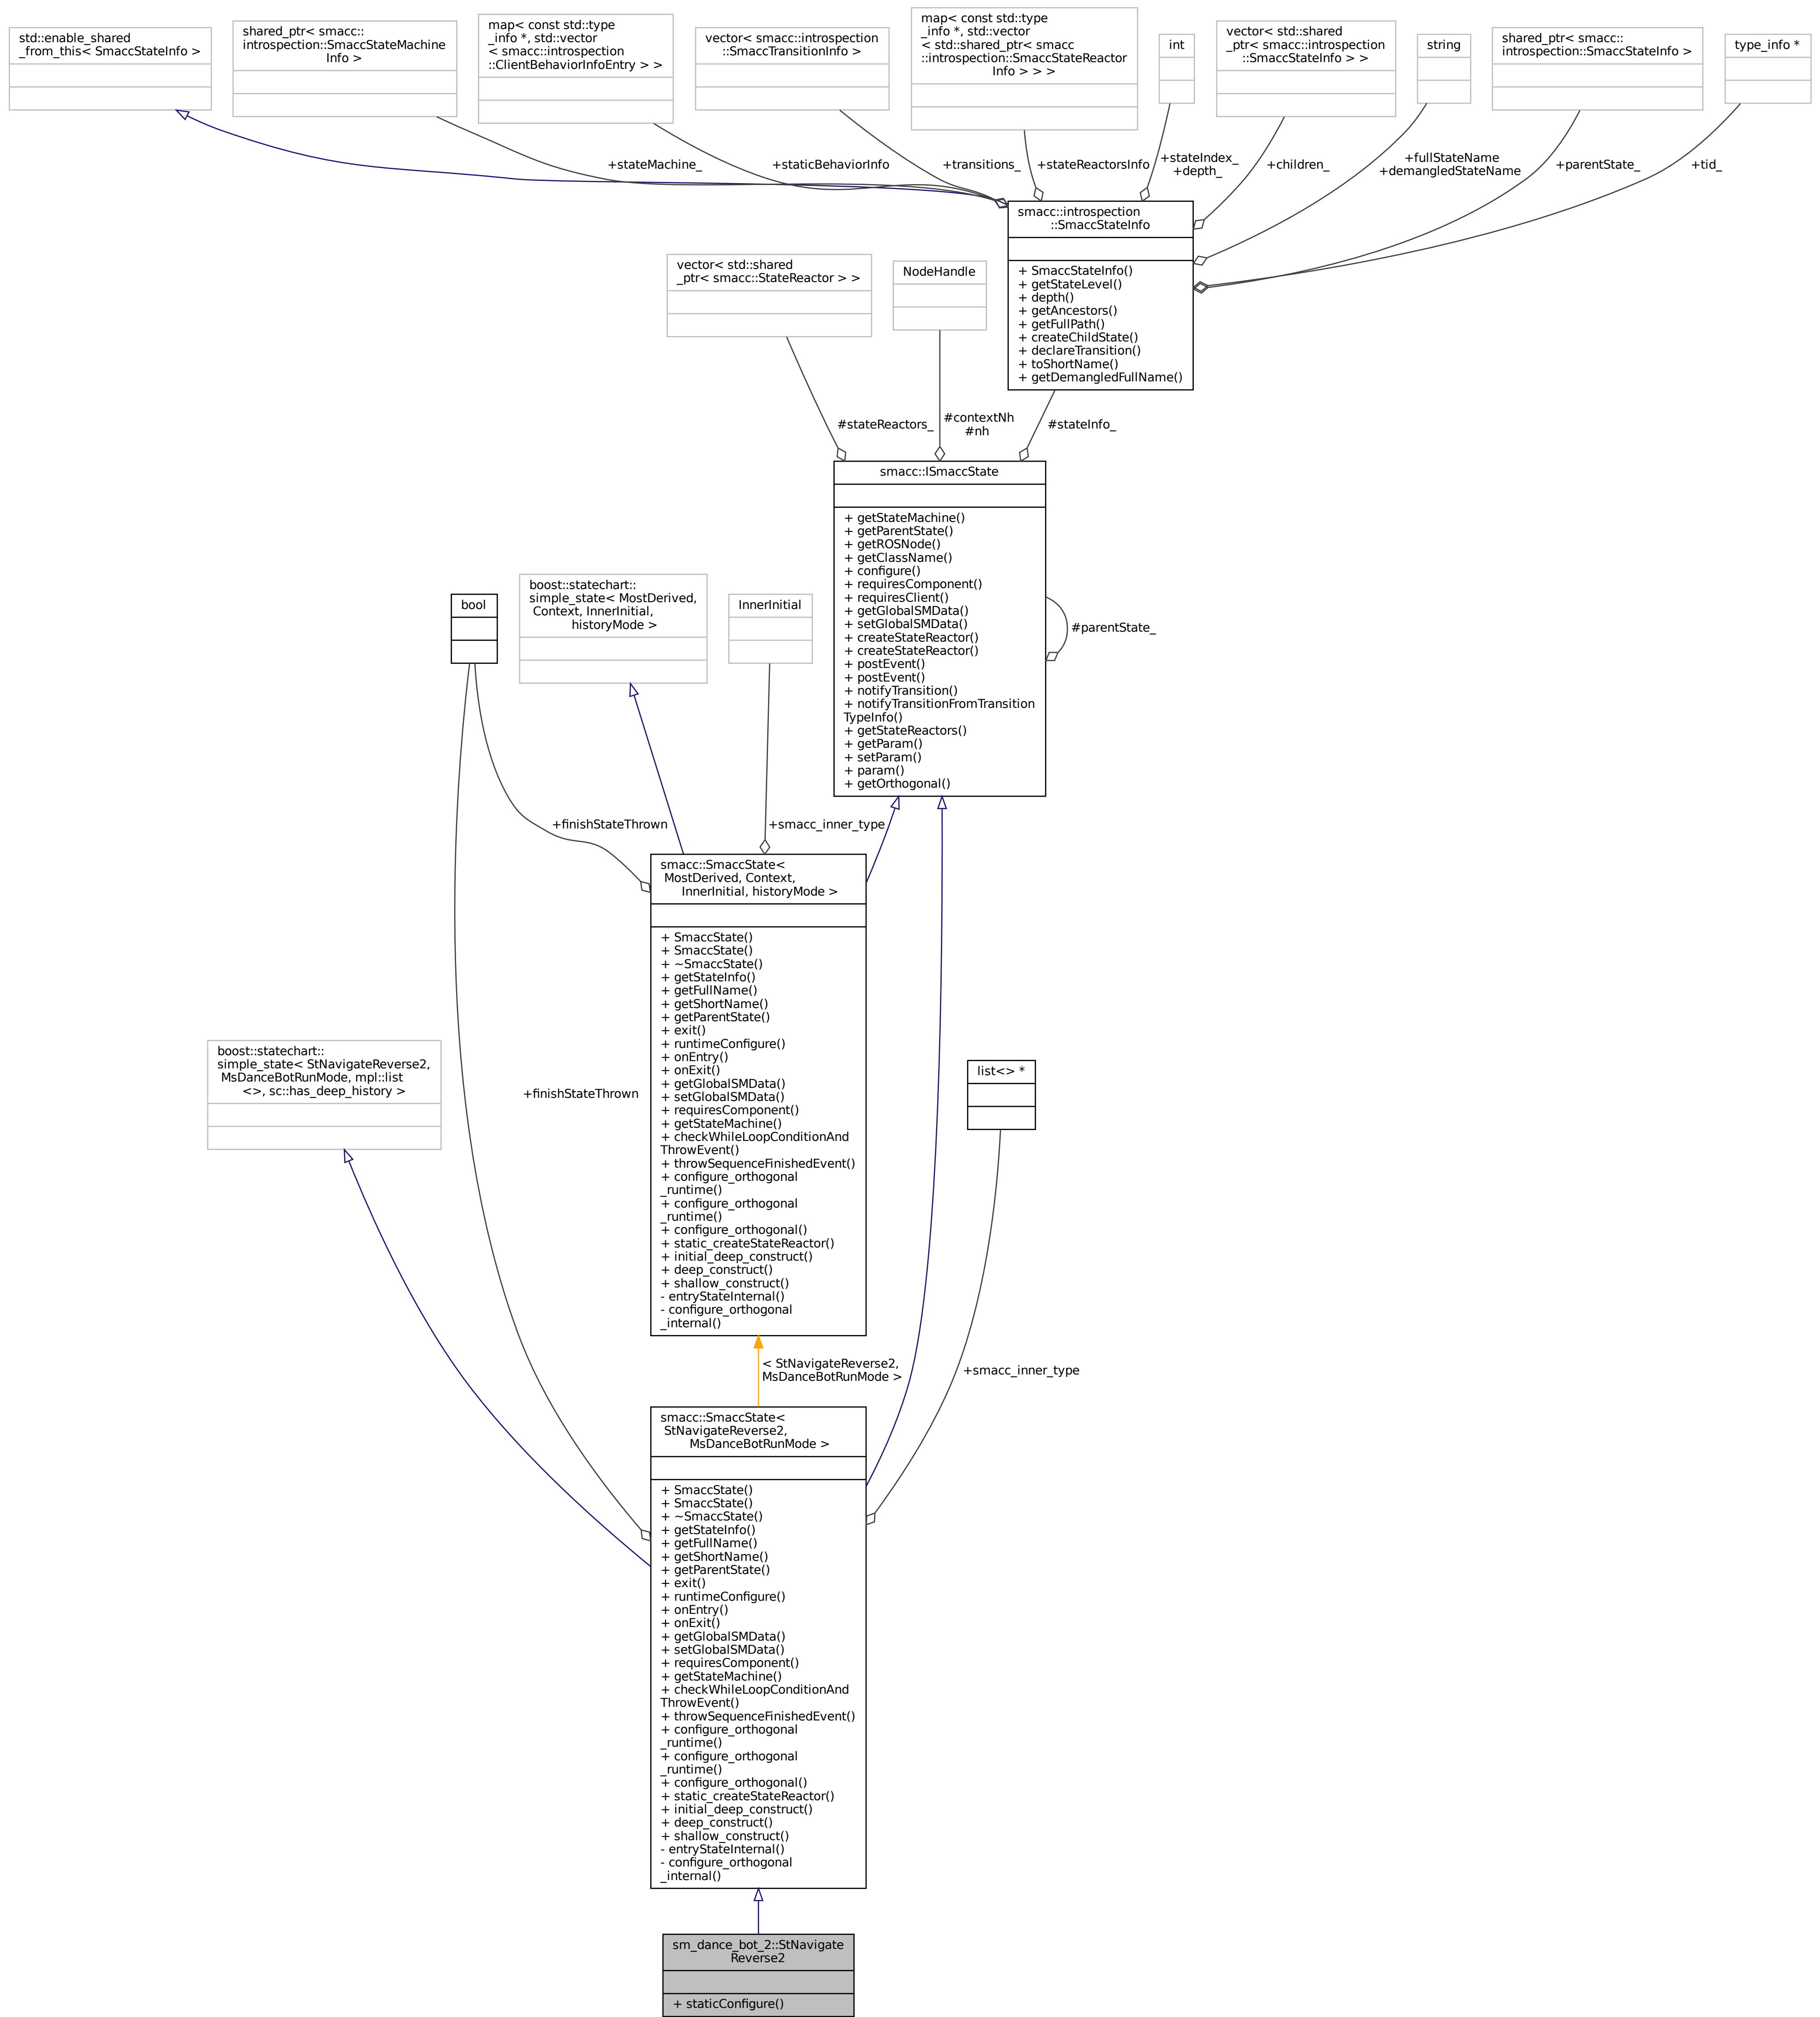 std::enable_shared
_from_this< SmaccStateInfo >
shared_ptr< smacc::
introspection::SmaccStateMachine
Info >
map< const std::type
_info *, std::vector
< smacc::introspection
::ClientBehaviorInfoEntry > >
vector< smacc::introspection
::SmaccTransitionInfo >
map< const std::type
_info *, std::vector
< std::shared_ptr< smacc
::introspection::SmaccStateReactor
Info > > >
int
vector< std::shared
_ptr< smacc::introspection
::SmaccStateInfo > >
string
shared_ptr< smacc::
introspection::SmaccStateInfo >
type_info *
+stateMachine_
+staticBehaviorInfo
+transitions_
+stateReactorsInfo
+stateIndex_
+depth_
+children_
+fullStateName
+demangledStateName
+parentState_
+tid_
smacc::introspection
::SmaccStateInfo
+ SmaccStateInfo()
+ getStateLevel()
+ depth()
+ getAncestors()
+ getFullPath()
+ createChildState()
+ declareTransition()
+ toShortName()
+ getDemangledFullName()
vector< std::shared
_ptr< smacc::StateReactor > >
NodeHandle
#stateReactors_
#contextNh
#nh
#stateInfo_
smacc::ISmaccState
+ getStateMachine()
+ getParentState()
+ getROSNode()
+ getClassName()
+ configure()
+ requiresComponent()
+ requiresClient()
+ getGlobalSMData()
+ setGlobalSMData()
+ createStateReactor()
+ createStateReactor()
+ postEvent()
+ postEvent()
+ notifyTransition()
+ notifyTransitionFromTransition
TypeInfo()
+ getStateReactors()
+ getParam()
+ setParam()
+ param()
+ getOrthogonal()
#parentState_
bool
boost::statechart::
simple_state< MostDerived,
Context, InnerInitial,
historyMode >
InnerInitial
+finishStateThrown
+smacc_inner_type
smacc::SmaccState<
MostDerived, Context,
InnerInitial, historyMode >
+ SmaccState()
+ SmaccState()
+ ~SmaccState()
+ getStateInfo()
+ getFullName()
+ getShortName()
+ getParentState()
+ exit()
+ runtimeConfigure()
+ onEntry()
+ onExit()
+ getGlobalSMData()
+ setGlobalSMData()
+ requiresComponent()
+ getStateMachine()
+ checkWhileLoopConditionAnd
ThrowEvent()
+ throwSequenceFinishedEvent()
+ configure_orthogonal
_runtime()
+ configure_orthogonal
_runtime()
+ configure_orthogonal()
+ static_createStateReactor()
+ initial_deep_construct()
+ deep_construct()
+ shallow_construct()
- entryStateInternal()
- configure_orthogonal
_internal()
boost::statechart::
simple_state< StNavigateReverse2,
MsDanceBotRunMode, mpl::list
<>, sc::has_deep_history >
+finishStateThrown
list<> *
< StNavigateReverse2,
MsDanceBotRunMode >
+smacc_inner_type
smacc::SmaccState<
StNavigateReverse2,
MsDanceBotRunMode >
+ SmaccState()
+ SmaccState()
+ ~SmaccState()
+ getStateInfo()
+ getFullName()
+ getShortName()
+ getParentState()
+ exit()
+ runtimeConfigure()
+ onEntry()
+ onExit()
+ getGlobalSMData()
+ setGlobalSMData()
+ requiresComponent()
+ getStateMachine()
+ checkWhileLoopConditionAnd
ThrowEvent()
+ throwSequenceFinishedEvent()
+ configure_orthogonal
_runtime()
+ configure_orthogonal
_runtime()
+ configure_orthogonal()
+ static_createStateReactor()
+ initial_deep_construct()
+ deep_construct()
+ shallow_construct()
- entryStateInternal()
- configure_orthogonal
_internal()
sm_dance_bot_2::StNavigate
Reverse2
+ staticConfigure()